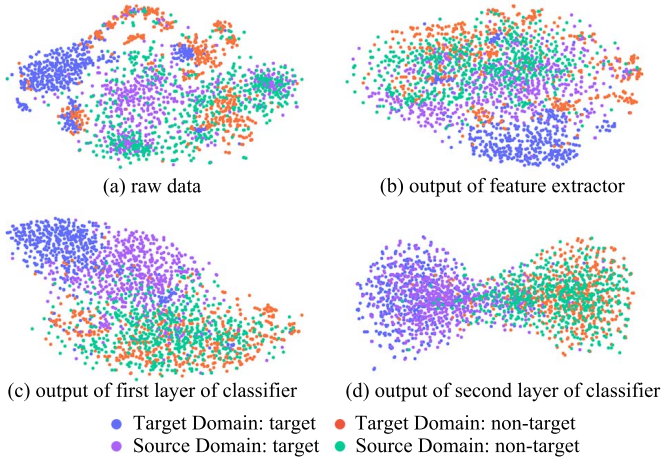 (a) raw data
(b) output of feature extractor
(c) output of first layer of classifier
(d) output of second layer of classifier
Target Domain: target
Target Domain: non-target
Source Domain: target
Source Domain: non-target